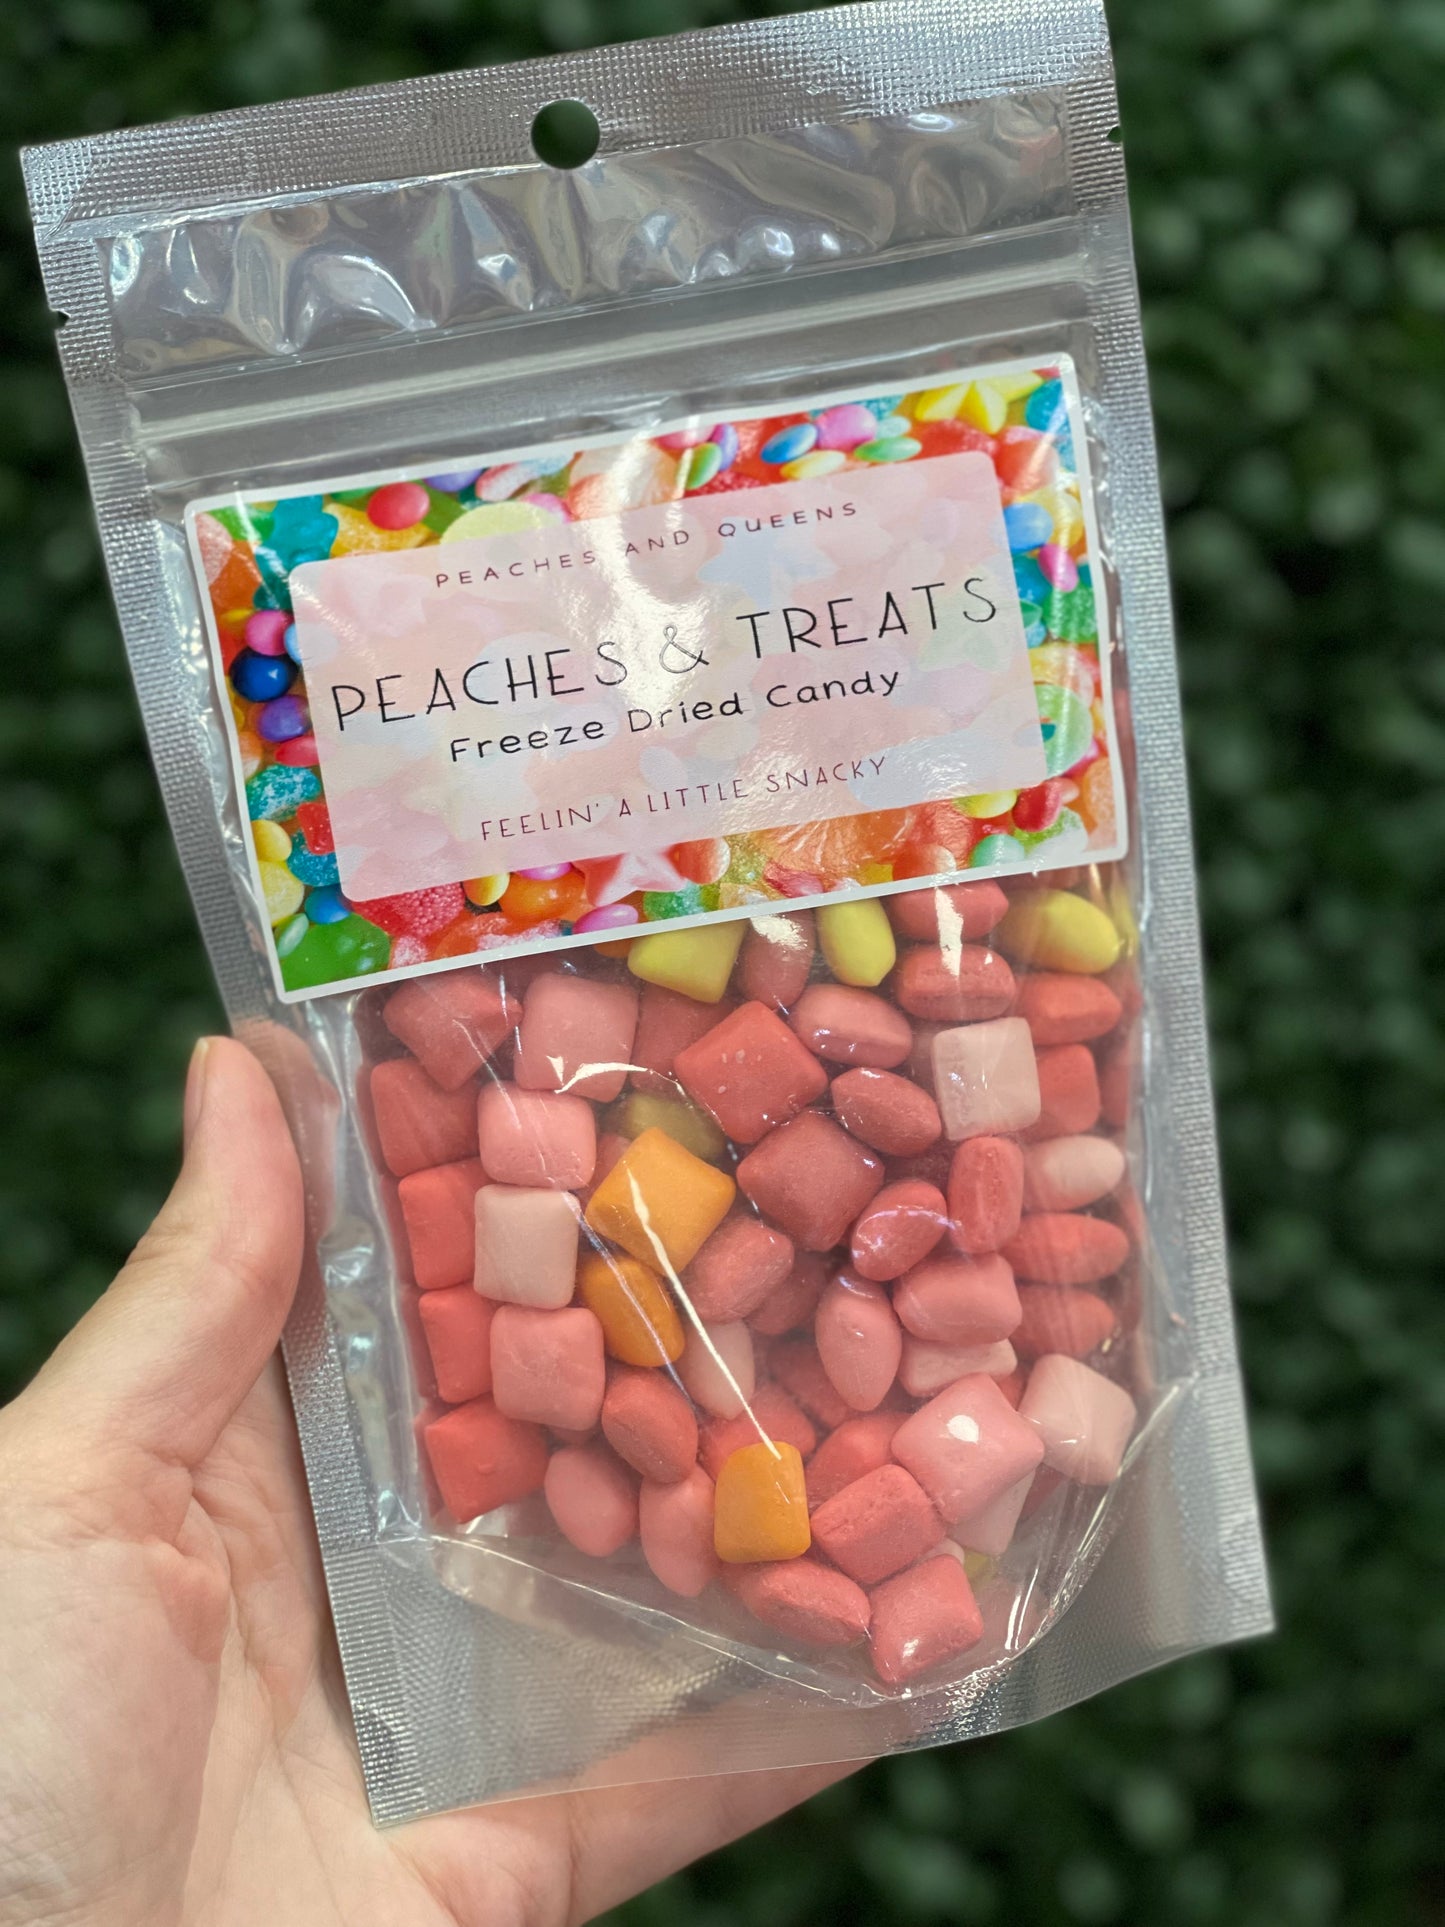 PEACHES AND QUEENS
PEACHES & TREATS
Freeze Dried Candy
FEELIN' A LITTLE SNACKY